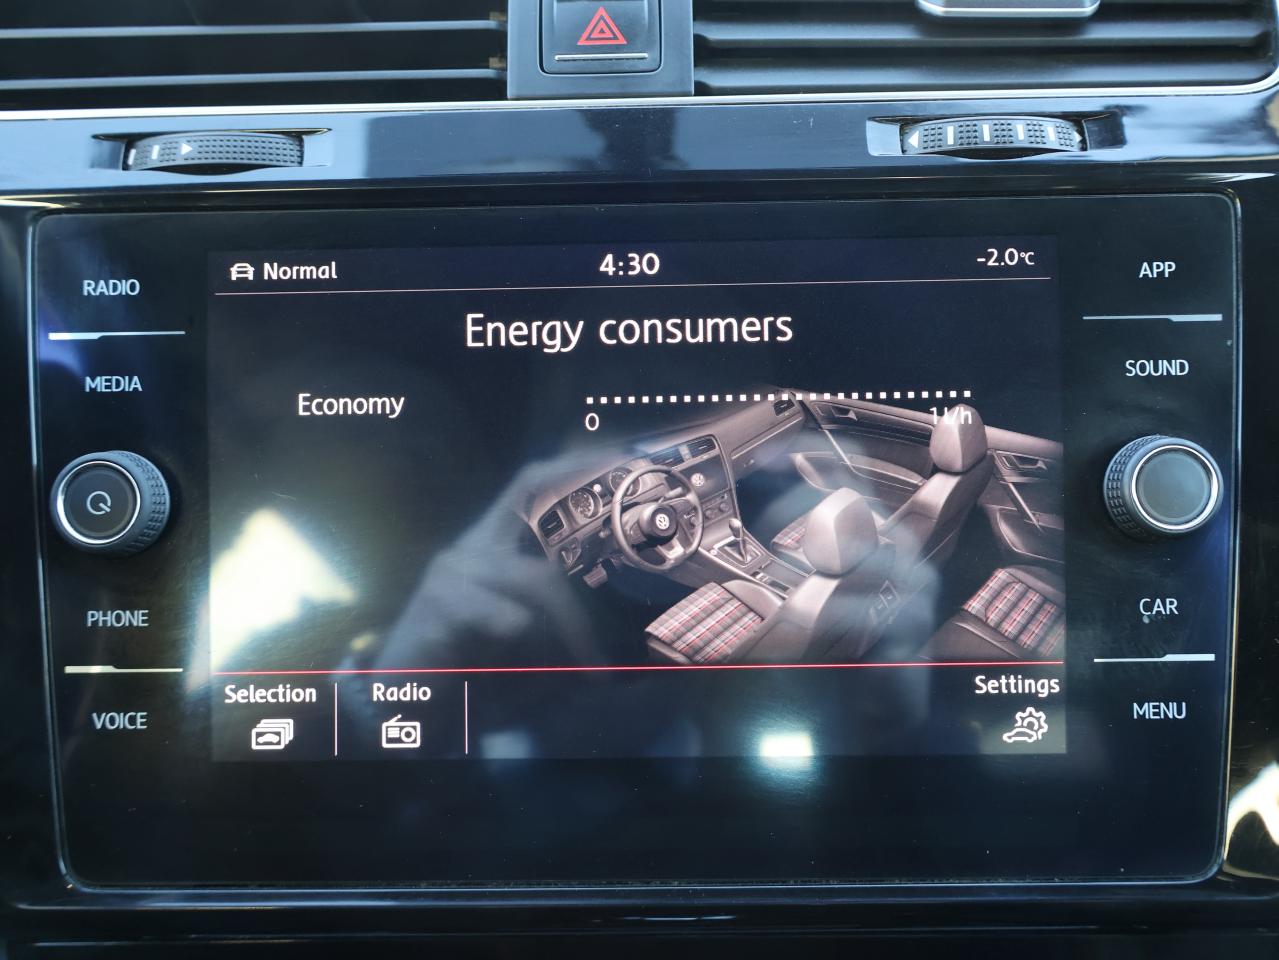 RADIO
MEDIA
PHONE
VOICE
Normal
4:30
-2.0°C
Energy consumers
Economy
0
1 l/h
Selection
Radio
Settings
APP
SOUND
CAR
MENU